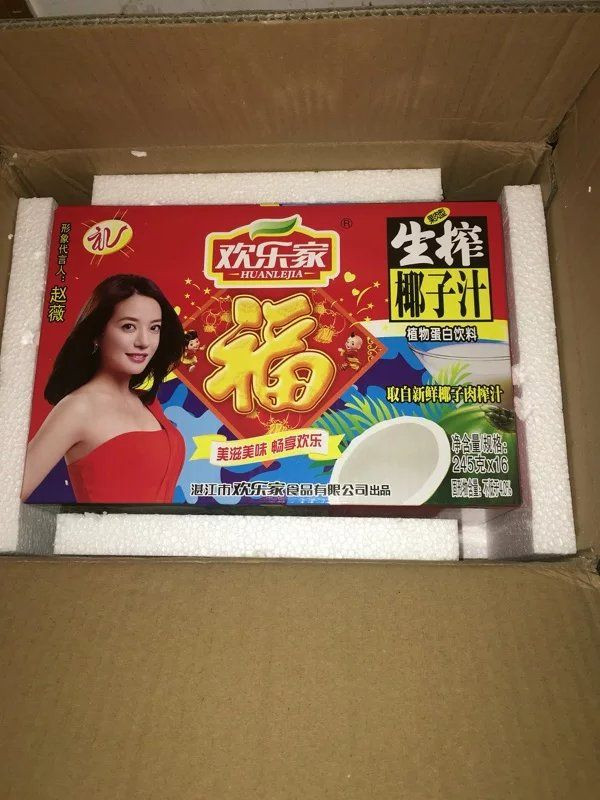 礼
形象代言人：赵薇
欢乐家
®
HUANLEJIA
福
美滋美味 畅享欢乐
湛江市欢乐家食品有限公司出品
生榨
椰子汁
植物蛋白饮料
取自新鲜椰子肉榨汁
净含量/规格：
245克x16